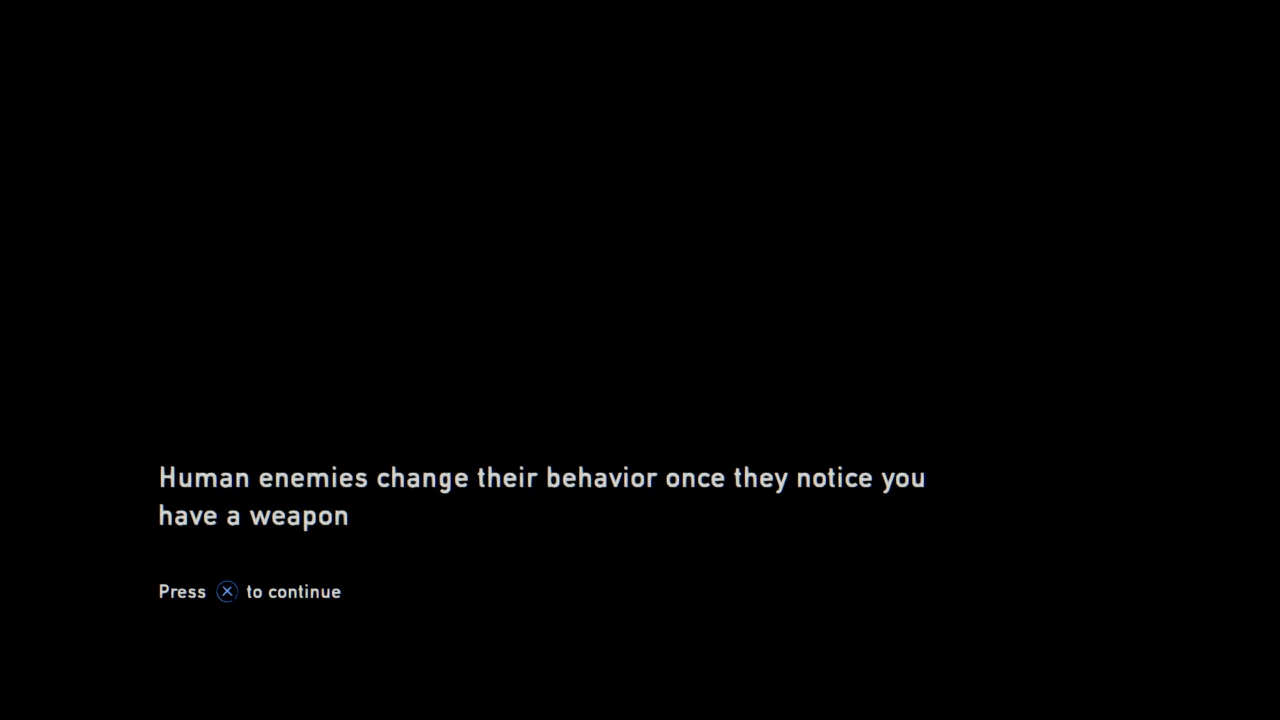 Human enemies change their behavior once they notice you
have a weapon
Press ⓧ to continue